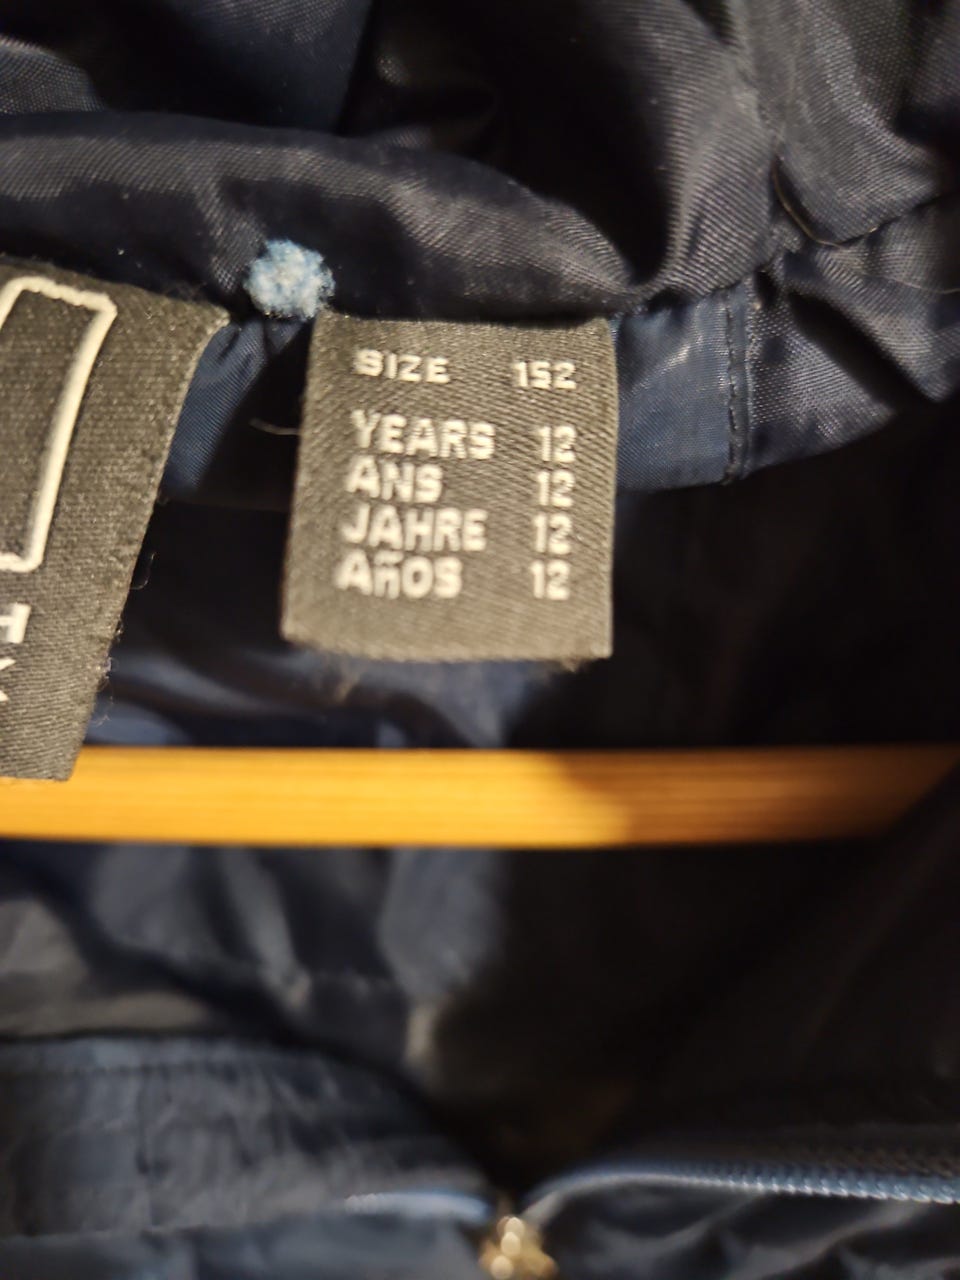 SIZE 152
YEARS 12
ANS 12
JAHRE 12
AÑOS 12